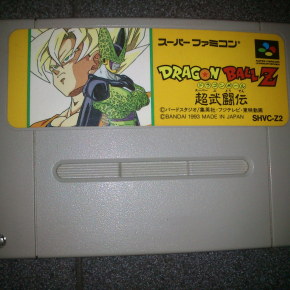 スーパーファミコン
DRAGON BALL Z
超武闘伝
©バードスタジオ/集英社・フジテレビ・東映動画
©BANDAI 1993 MADE IN JAPAN
SHVC-Z2